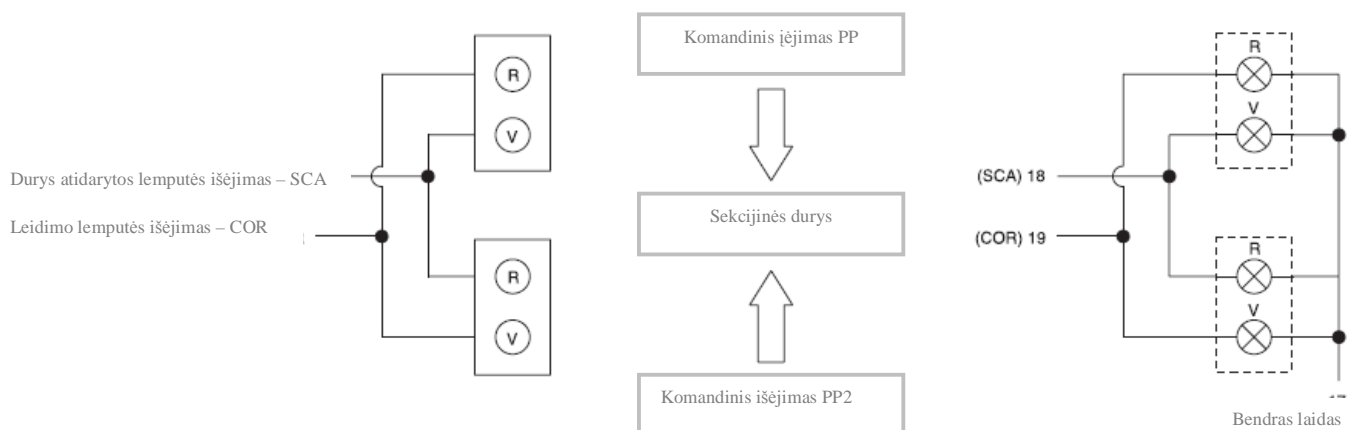 R
V
Durys atidarytos lemputės išėjimas – SCA
Leidimo lemputės išėjimas – COR
R
V
Komandinis įėjimas PP
Sekcijinės durys
Komandinis išėjimas PP2
R
V
(SCA) 18
(COR) 19
R
V
Bendras laidas